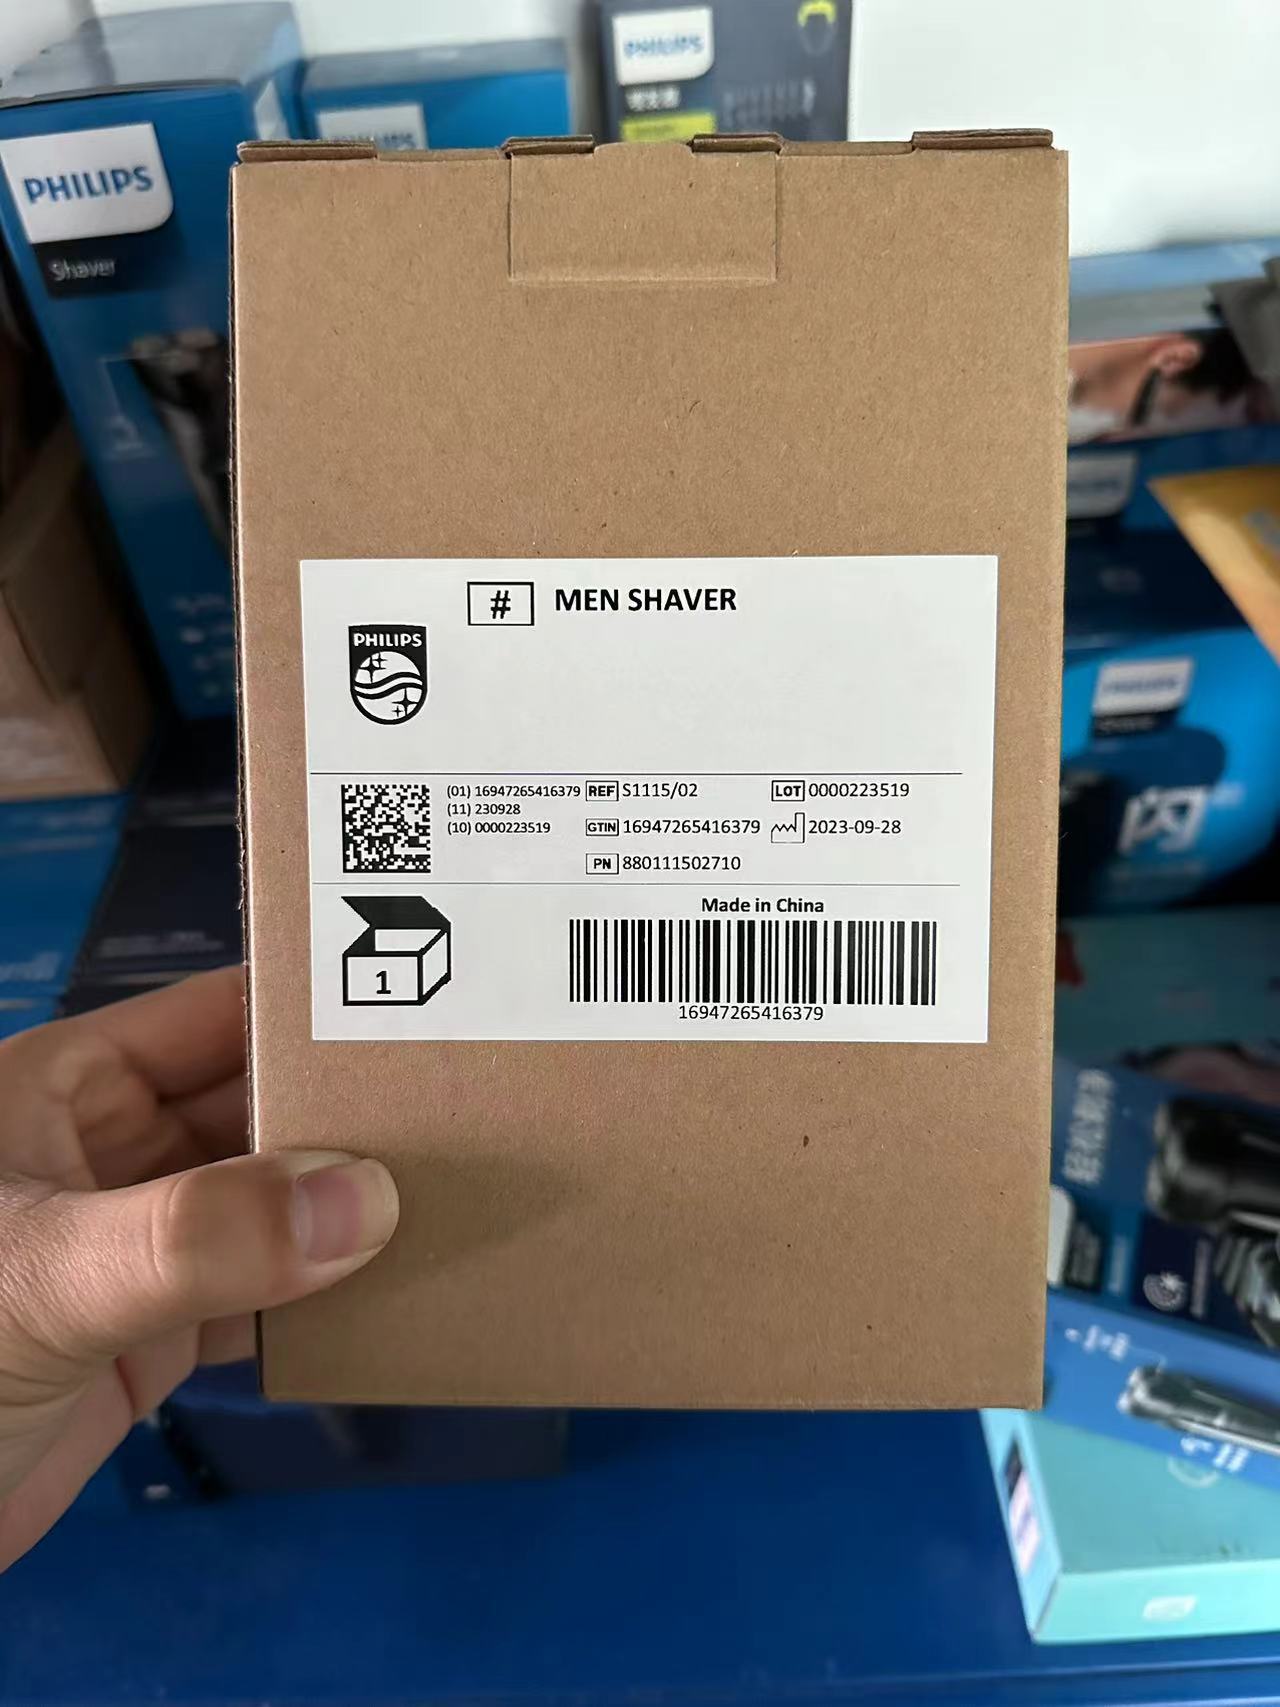 PHILIPS
PHILIPS
Shaver
# MEN SHAVER
PHILIPS
(01) 16947265416379
(11) 230928
(10) 0000223519
REF S1115/02
LOT 0000223519
GTIN 16947265416379
2023-09-28
PN 880111502710
Made in China
1
16947265416379